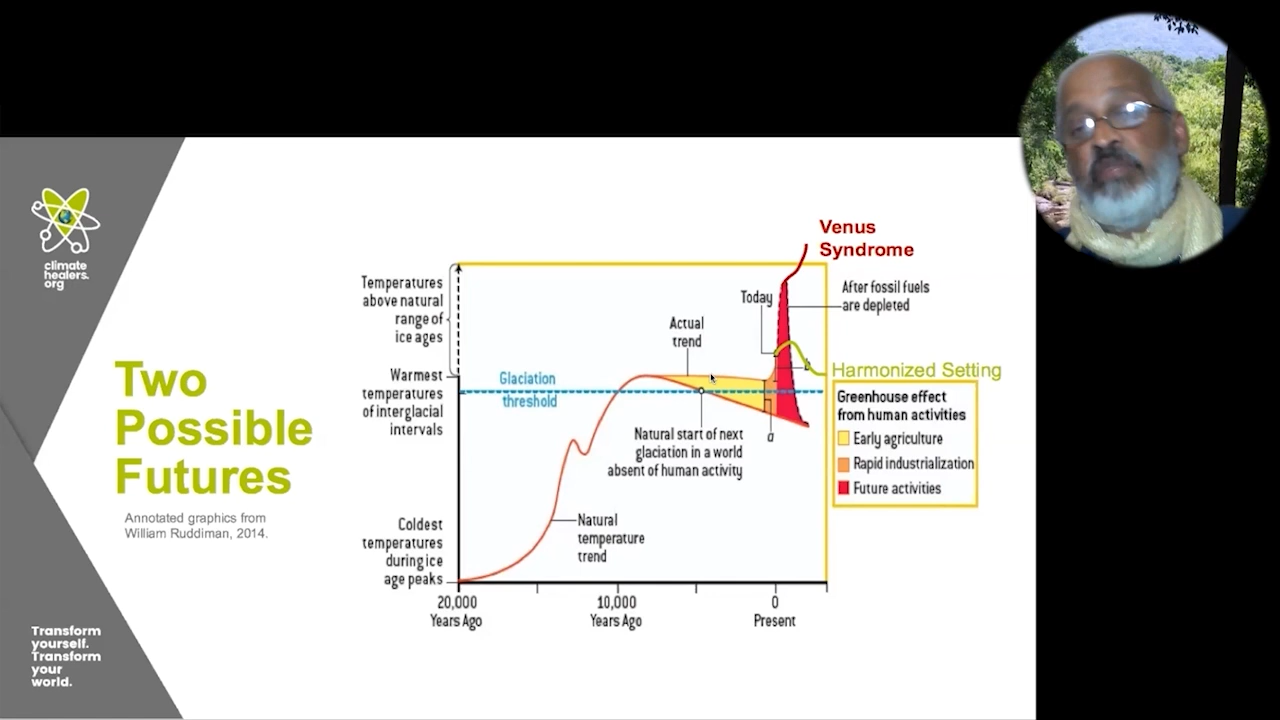 climate
healers.
org
Two
Possible
Futures
Annotated graphics from
William Ruddiman, 2014.
Transform
yourself.
Transform
your
world.
Venus
Syndrome
Temperatures
above natural
range of
ice ages
Today
After fossil fuels
are depleted
Actual
trend
Warmest
temperatures
of interglacial
intervals
Glaciation
threshold
b
Harmonized Setting
Greenhouse effect
from human activities
Early agriculture
Rapid industrialization
Future activities
a
Natural start of next
glaciation in a world
absent of human activity
Natural
temperature
trend
Coldest
temperatures
during ice
age peaks
20,000
Years Ago
10,000
Years Ago
0
Present